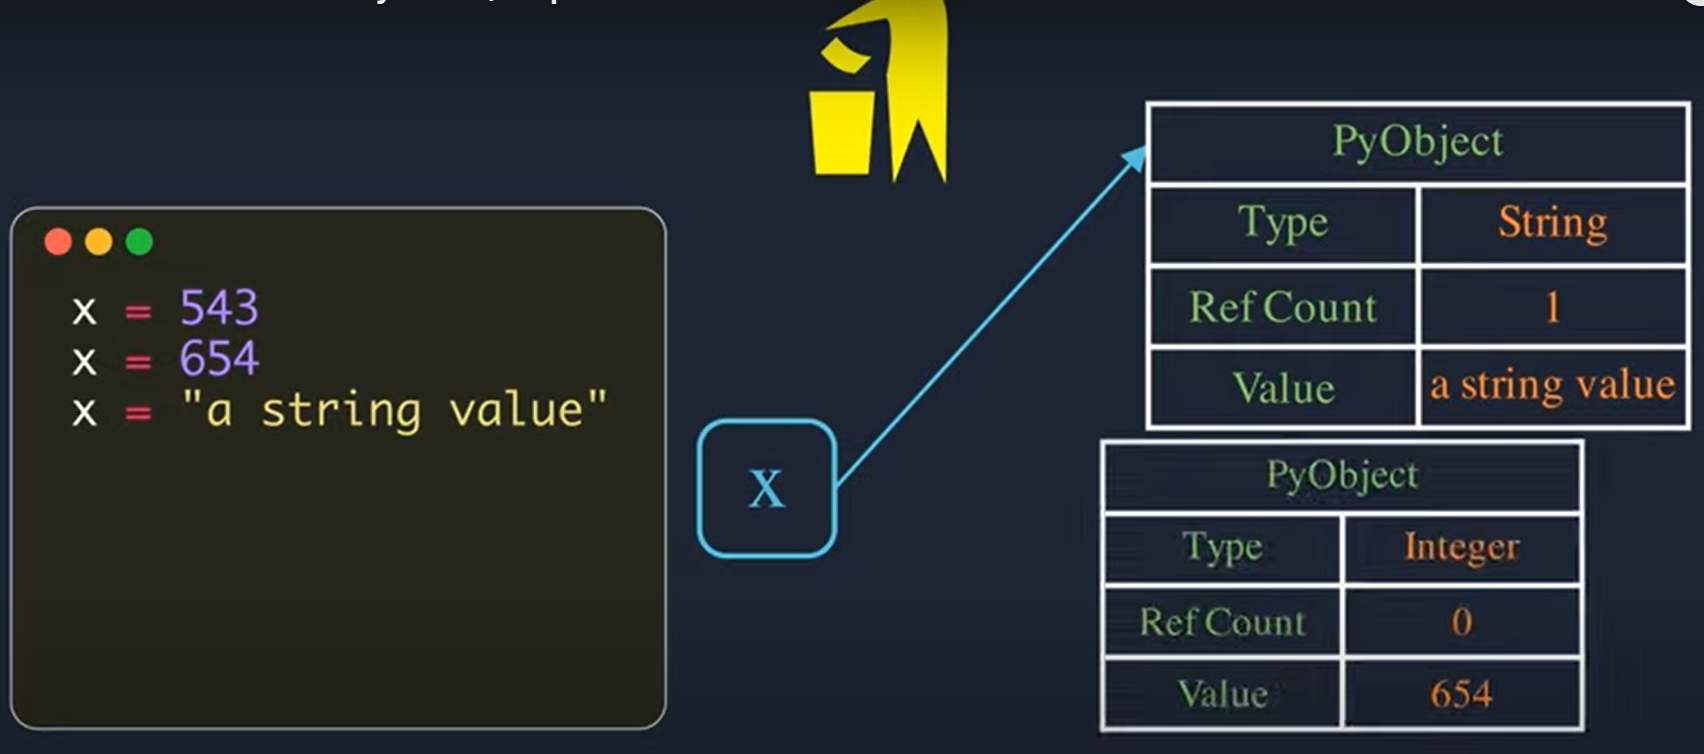 x = 543
x = 654
x = "a string value"
X
PyObject
Type String
Ref Count 1
Value a string value
PyObject
Type Integer
Ref Count 0
Value 654